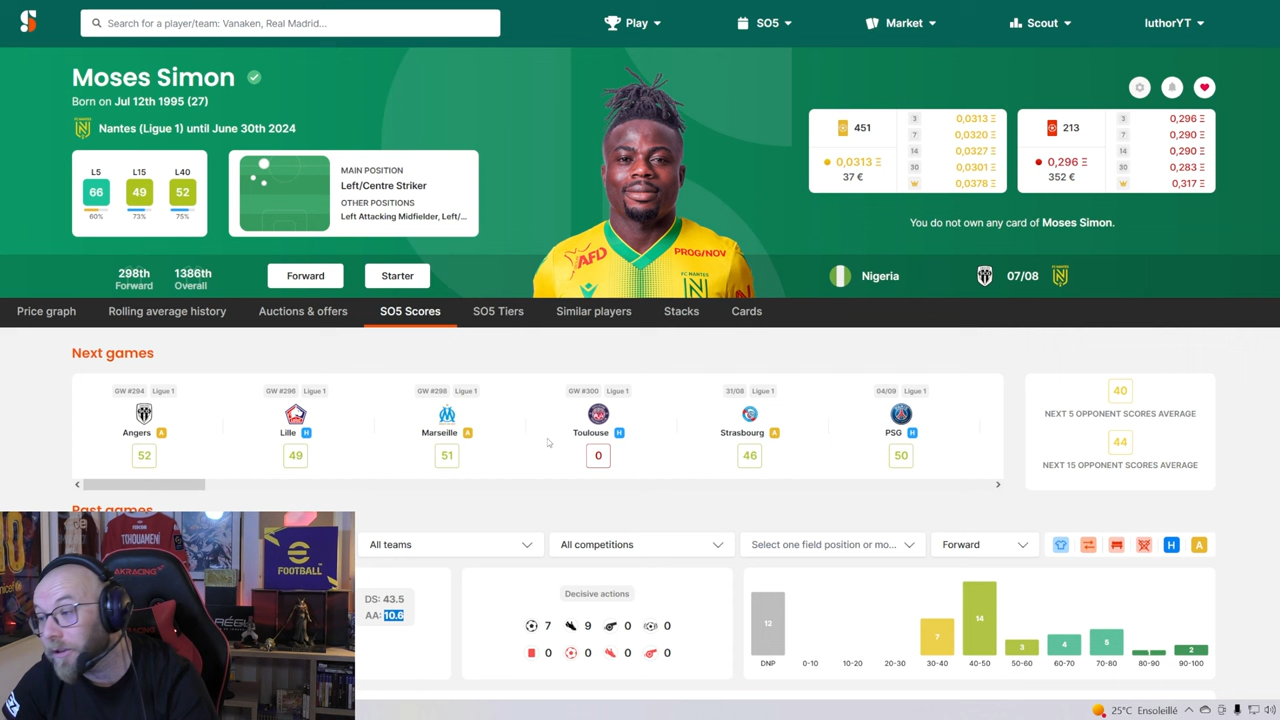 Search for a player/team: Vanaken, Real Madrid...
Play
SO5
Market
Scout
luthorYT
Moses Simon
Born on Jul 12th 1995 (27)
Nantes (Ligue 1) until June 30th 2024
L5 L15 L40
66 49 52
60% 73% 75%
MAIN POSITION
Left/Centre Striker
OTHER POSITIONS
Left Attacking Midfielder, Left/...
451
0,0313 Ξ
37 €
3 0,0313 Ξ
7 0,0320 Ξ
14 0,0327 Ξ
30 0,0301 Ξ
0,0378 Ξ
213
0,296 Ξ
352 €
3 0,296 Ξ
7 0,290 Ξ
14 0,290 Ξ
30 0,283 Ξ
0,317 Ξ
You do not own any card of Moses Simon.
AFD
PROG/NOV
FC NANTES
298th
Forward
1386th
Overall
Forward
Starter
Nigeria
07/08
Price graph
Rolling average history
Auctions & offers
SO5 Scores
SO5 Tiers
Similar players
Stacks
Cards
Next games
GW #294 Ligue 1
Angers A
52
GW #296 Ligue 1
Lille H
49
GW #298 Ligue 1
Marseille A
51
GW #300 Ligue 1
Toulouse H
0
31/08 Ligue 1
Strasbourg A
46
04/09 Ligue 1
PSG H
50
40
NEXT 5 OPPONENT SCORES AVERAGE
44
NEXT 15 OPPONENT SCORES AVERAGE
Past games
All teams
All competitions
Select one field position or mo...
Forward
H
A
DS: 43.5
AA: 10.6
Decisive actions
7 9 0 0
0 0 0 0
12 7 14 3 4 5 1 2
DNP 0-10 10-20 20-30 30-40 40-50 50-60 60-70 70-80 80-90 90-100
TCHOUAMENI
AKRACING
FOOTBALL
25°C Ensoleillé